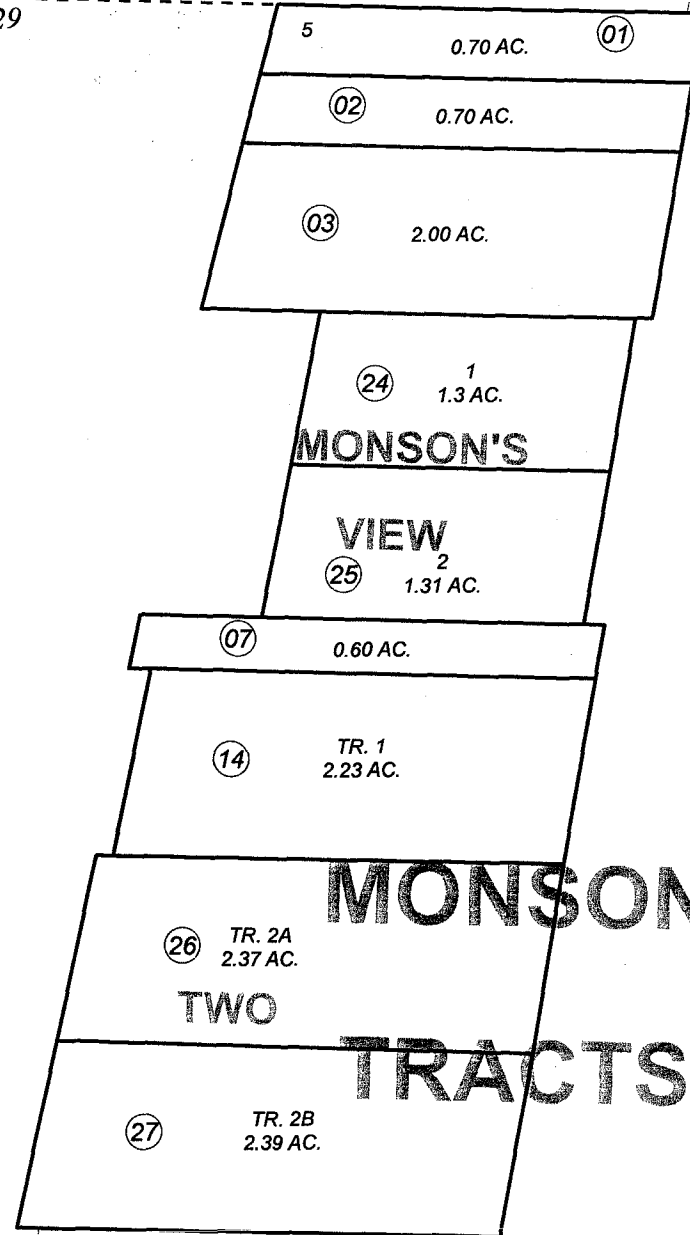 29
5 0.70 AC. 01
02 0.70 AC.
03 2.00 AC.
1
24 1.3 AC.
MONSON'S
VIEW
2
25 1.31 AC.
07 0.60 AC.
TR. 1
14 2.23 AC.
MONSON
TR. 2A
26 2.37 AC.
TWO
TRACTS
TR. 2B
27 2.39 AC.